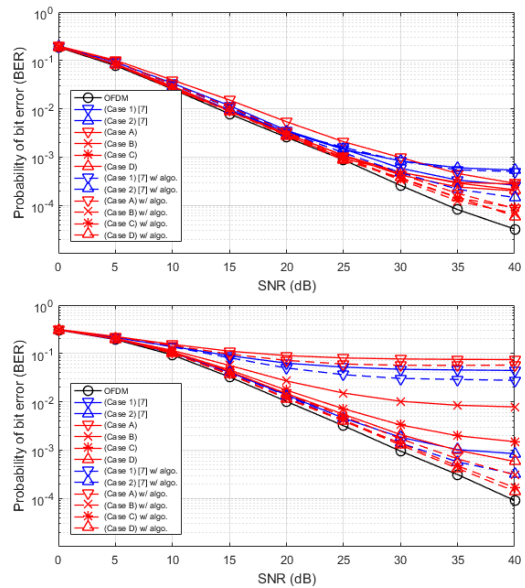 10^0
10^-1
10^-2
10^-3
10^-4
Probability of bit error (BER)
OFDM
(Case 1) [7]
(Case 2) [7]
(Case A)
(Case B)
(Case C)
(Case D)
(Case 1) [7] w/ algo.
(Case 2) [7] w/ algo.
(Case A) w/ algo.
(Case B) w/ algo.
(Case C) w/ algo.
(Case D) w/ algo.
0 5 10 15 20 25 30 35 40
SNR (dB)
10^0
10^-1
10^-2
10^-3
10^-4
Probability of bit error (BER)
OFDM
(Case 1) [7]
(Case 2) [7]
(Case A)
(Case B)
(Case C)
(Case D)
(Case 1) [7] w/ algo.
(Case 2) [7] w/ algo.
(Case A) w/ algo.
(Case B) w/ algo.
(Case C) w/ algo.
(Case D) w/ algo.
0 5 10 15 20 25 30 35 40
SNR (dB)